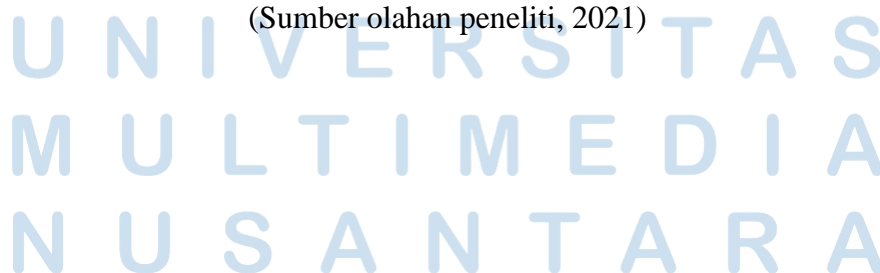 (Sumber olahan peneliti, 2021)
UNIVERSITAS
MULTIMEDIA
NUSANTARA